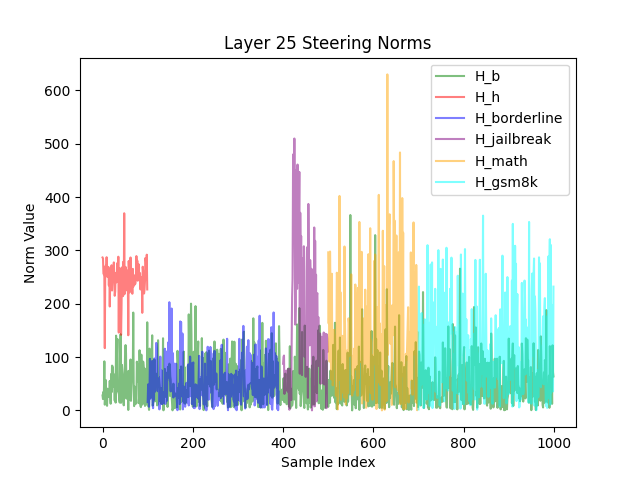 Layer 25 Steering Norms
H_b
H_h
H_borderline
H_jailbreak
H_math
H_gsm8k
Norm Value
600
500
400
300
200
100
0
0
200
400
600
800
1000
Sample Index